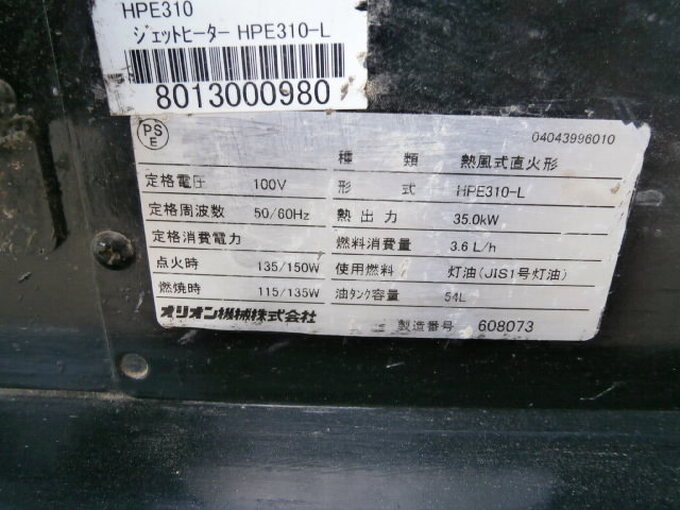 HPE310
ジェットヒーター HPE310-L
8013000980
PS E
04043996010
種 類 熱風式直火形
定格電圧 100V 形 式 HPE310-L
定格周波数 50/60Hz 熱出力 35.0kW
定格消費電力 燃料消費量 3.6 L/h
点火時 135/150W 使用燃料 灯油(JIS1号灯油)
燃焼時 115/135W 油タンク容量 54L
オリオン機械株式会社 製造番号 608073